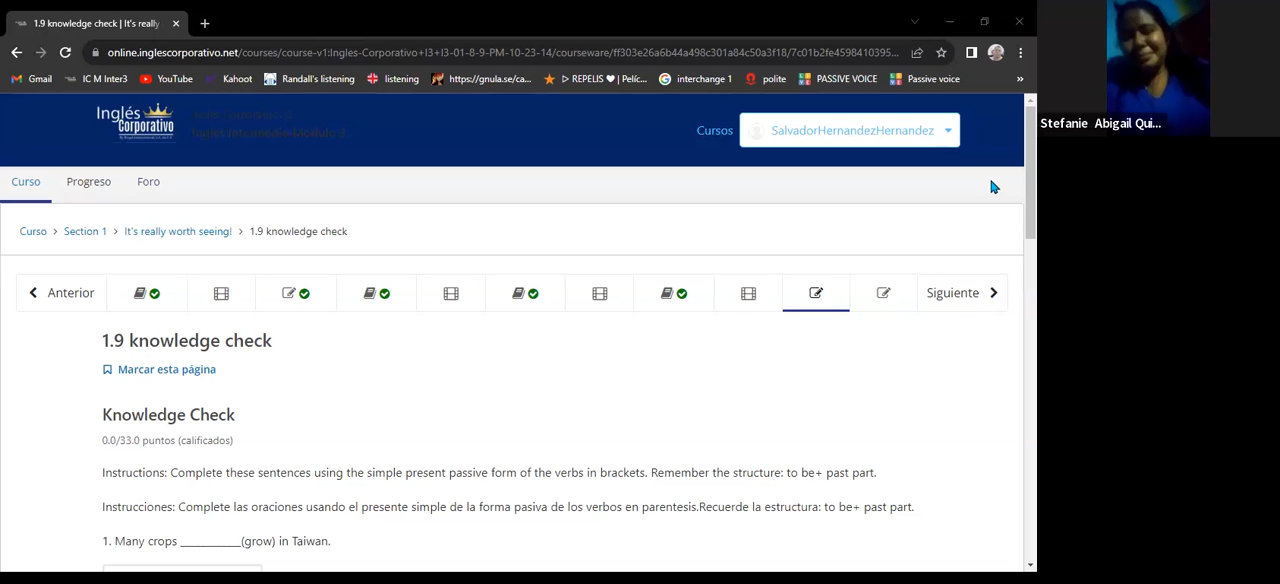 1.9 knowledge check | It's really
online.inglescorporativo.net/courses/course-v1:Ingles-Corporativo+I3+I3-01-8-9-PM-10-23-14/courseware/ff303e26a6b44a498c301a84c50a3f18/7c01b2fe4598410395...
Gmail IC M Inter3 YouTube Kahoot Randall's listening listening https://gnula.se/ca... ▷ REPELIS ♥ | Pelíc... interchange 1 polite PASSIVE VOICE Passive voice »
Stefanie Abigail Qui...
Inglés
Corporativo
Cursos SalvadorHernandezHernandez
Curso Progreso Foro
Curso > Section 1 > It's really worth seeing! > 1.9 knowledge check
Anterior Siguiente
1.9 knowledge check
Marcar esta página
Knowledge Check
0.0/33.0 puntos (calificados)
Instructions: Complete these sentences using the simple present passive form of the verbs in brackets. Remember the structure: to be+ past part.
Instrucciones: Complete las oraciones usando el presente simple de la forma pasiva de los verbos en parentesis.Recuerde la estructura: to be+ past part.
1. Many crops __________(grow) in Taiwan.